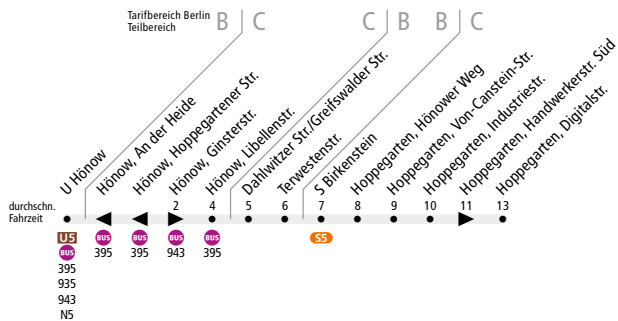 Tarifbereich Berlin
Teilbereich
B C C B B C
U Hönow
Hönow, An der Heide
Hönow, Hoppegartener Str.
Hönow, Ginsterstr.
Hönow, Libellenstr.
Dahlwitzer Str./Greifswalder Str.
Terwestenstr.
S Birkenstein
Hoppegarten, Hönower Weg
Hoppegarten, Von-Canstein-Str.
Hoppegarten, Industriestr.
Hoppegarten, Handwerkerstr. Süd
Hoppegarten, Digitalstr.
durchschn.
Fahrzeit
2 4 5 6 7 8 9 10 11 13
U5 BUS BUS BUS BUS S5
BUS 395 395 943 395
395
935
943
N5